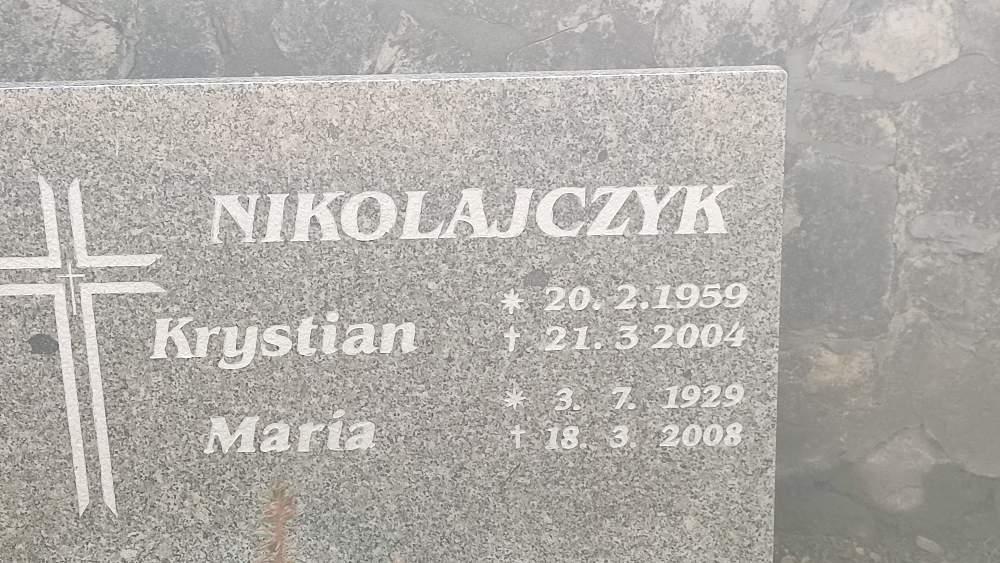 NIKOLAJCZYK
Krystian
* 20. 2. 1959
† 21. 3 2004
Maria
* 3. 7. 1929
† 18. 3. 2008